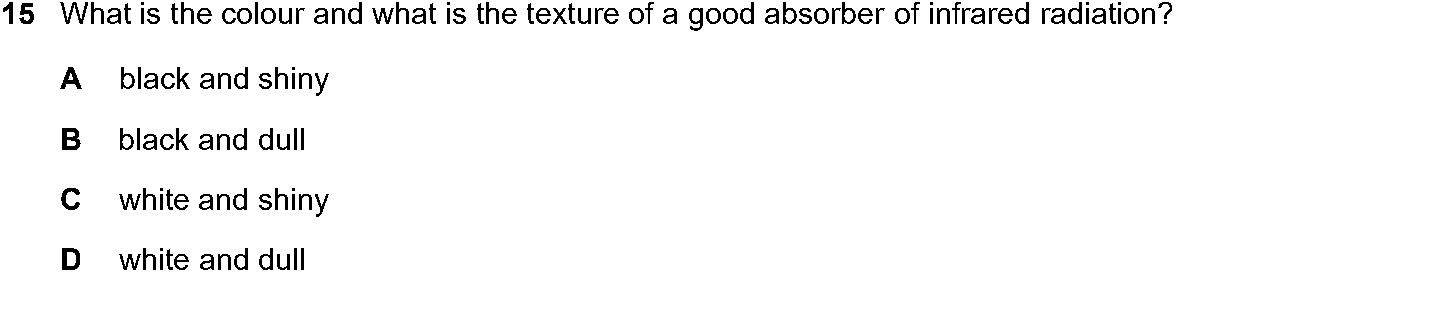 15 What is the colour and what is the texture of a good absorber of infrared radiation?
A black and shiny
B black and dull
C white and shiny
D white and dull